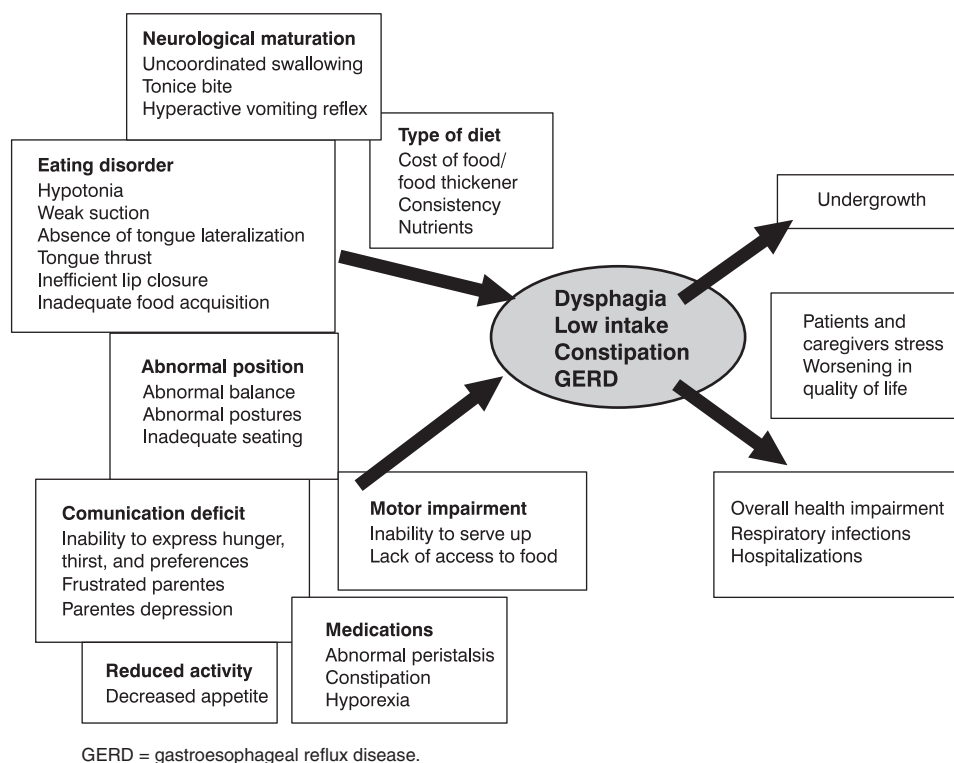 Neurological maturation
Uncoordinated swallowing
Tonice bite
Hyperactive vomiting reflex
Type of diet
Cost of food/
food thickener
Consistency
Nutrients
Eating disorder
Hypotonia
Weak suction
Absence of tongue lateralization
Tongue thrust
Inefficient lip closure
Inadequate food acquisition
Abnormal position
Abnormal balance
Abnormal postures
Inadequate seating
Comunication deficit
Inability to express hunger,
thirst, and preferences
Frustrated parentes
Parentes depression
Motor impairment
Inability to serve up
Lack of access to food
Reduced activity
Decreased appetite
Medications
Abnormal peristalsis
Constipation
Hyporexia
Dysphagia
Low intake
Constipation
GERD
Undergrowth
Patients and
caregivers stress
Worsening in
quality of life
Overall health impairment
Respiratory infections
Hospitalizations
GERD = gastroesophageal reflux disease.